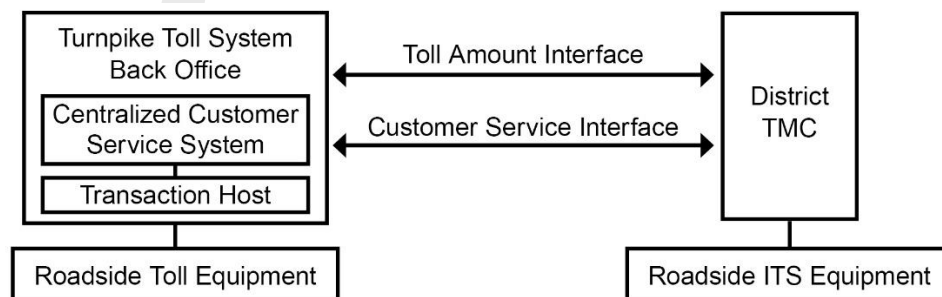 Turnpike Toll System
Back Office
Centralized Customer
Service System
Transaction Host
Roadside Toll Equipment
Toll Amount Interface
Customer Service Interface
District
TMC
Roadside ITS Equipment